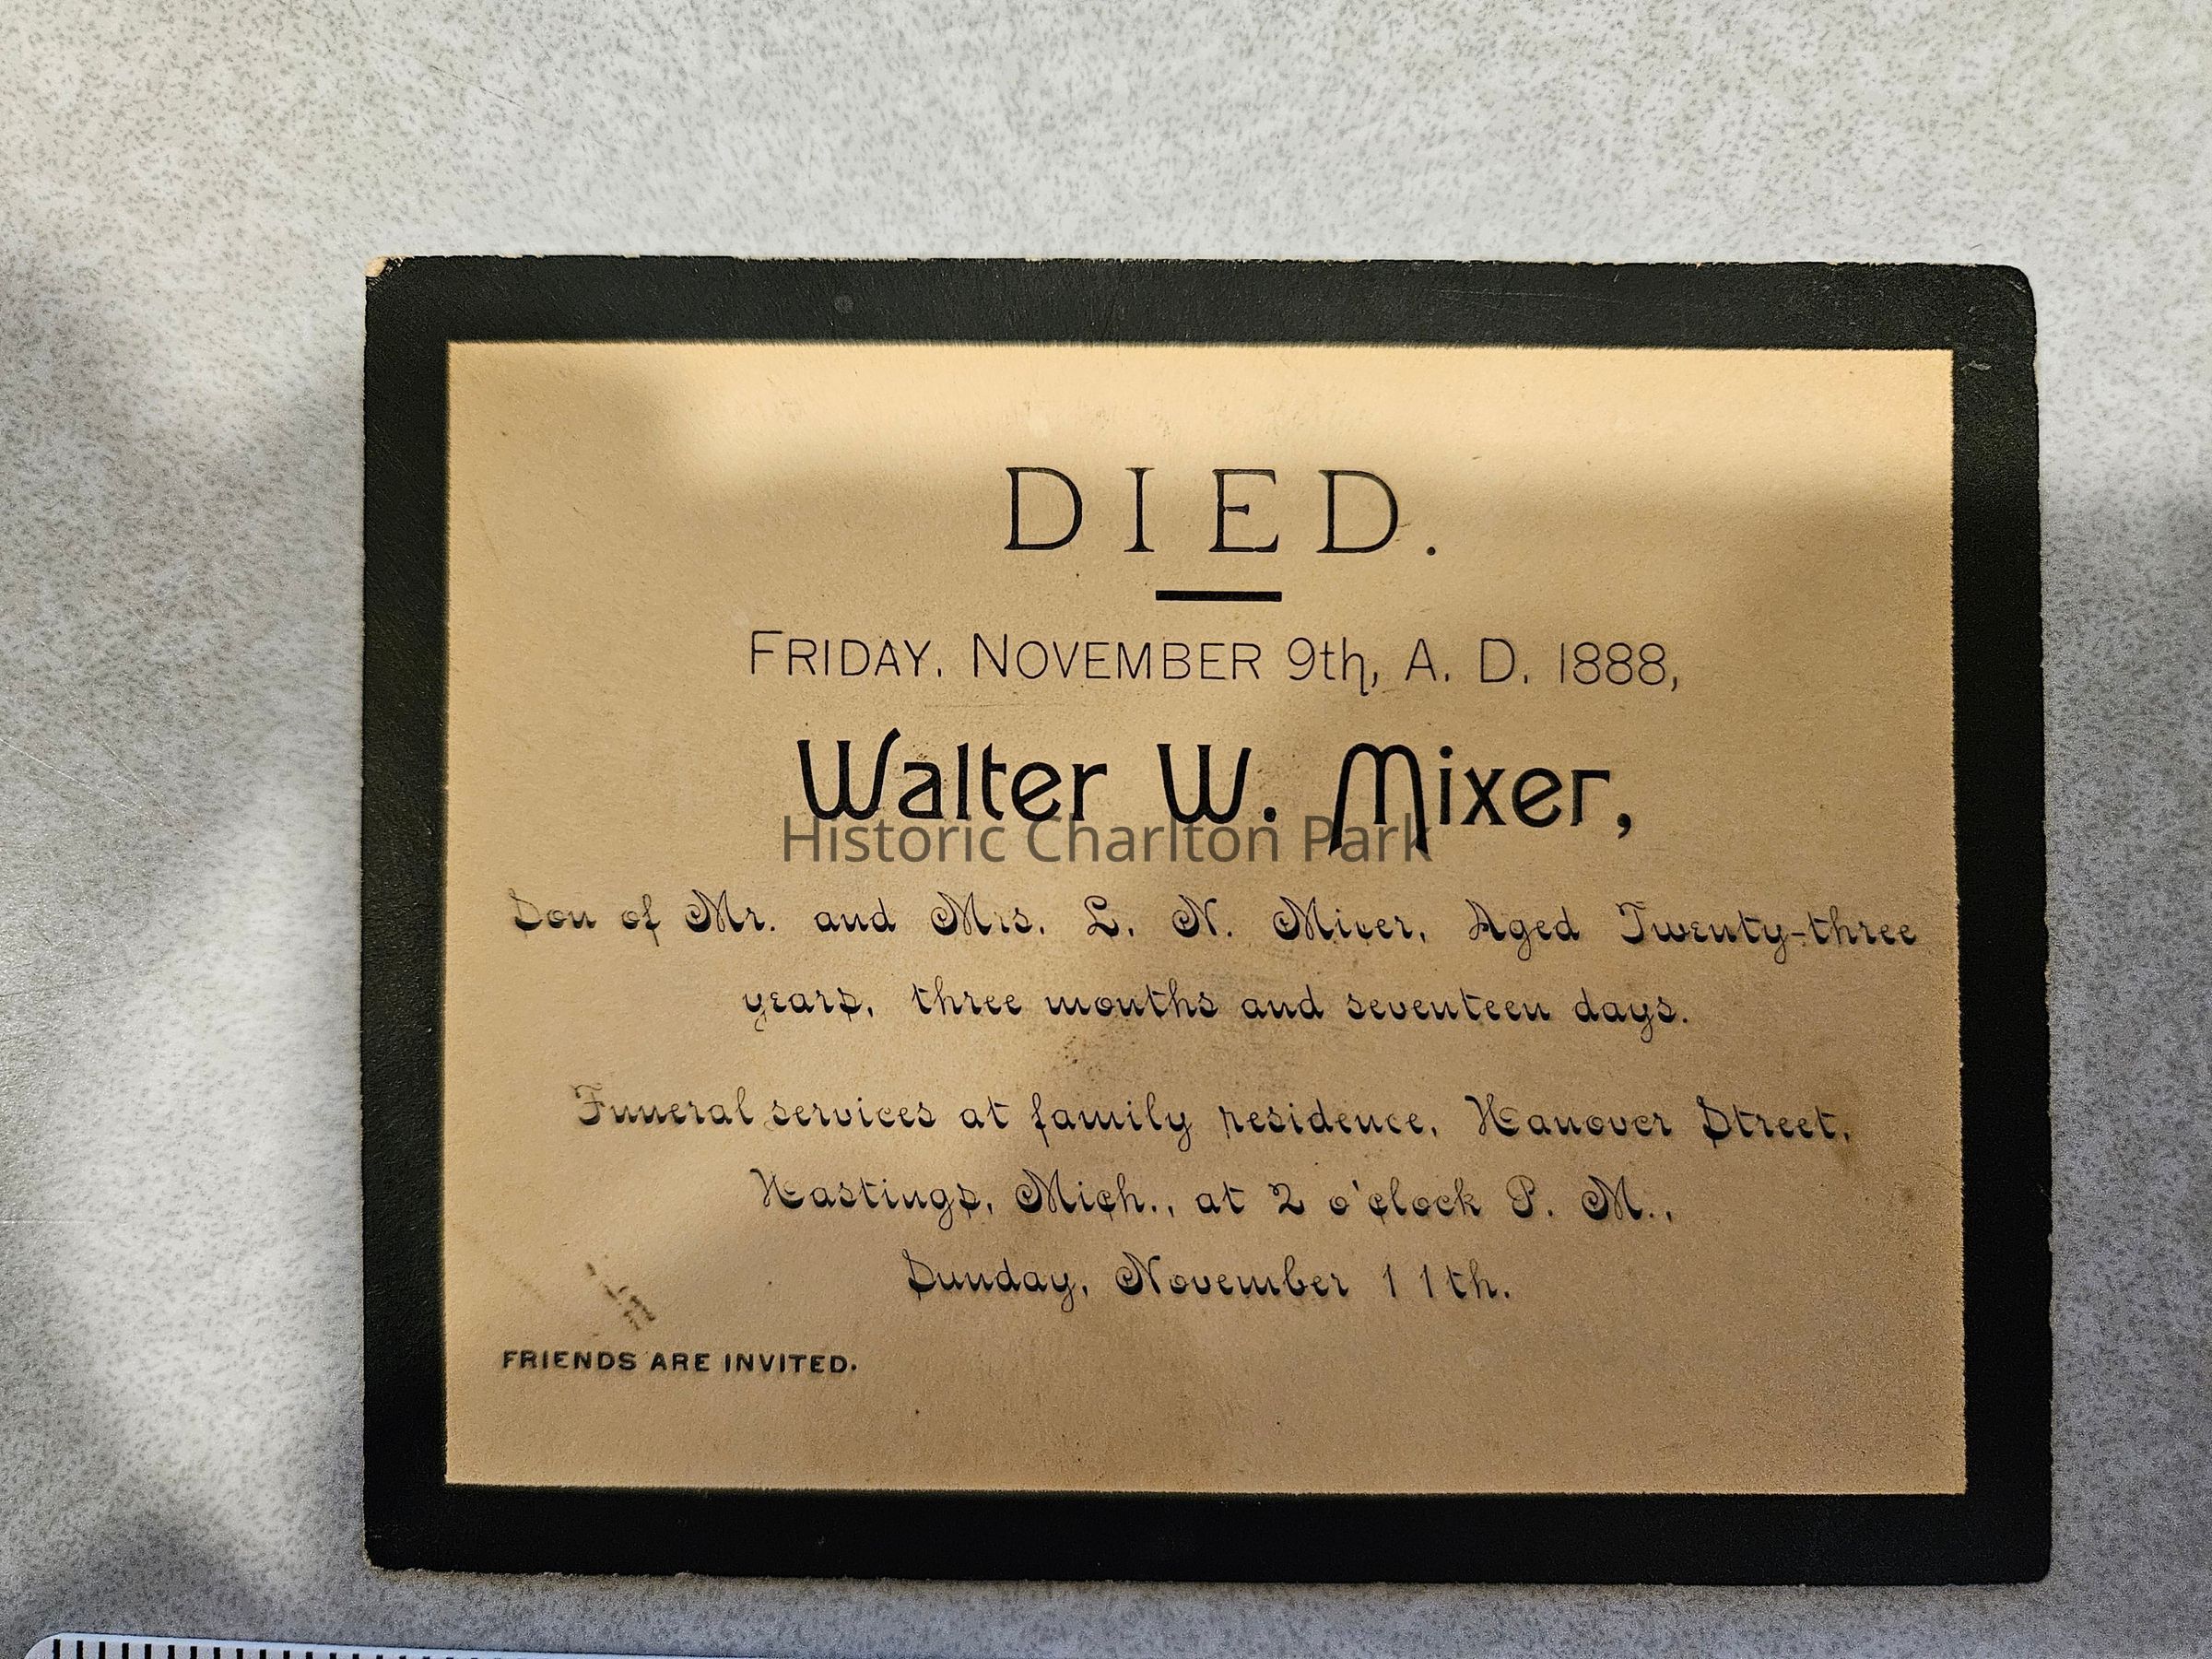 DIED.
FRIDAY, NOVEMBER 9th, A. D. 1888,
Walter W. Mixer,
Historic Charlton Park
Son of Mr. and Mrs. L. N. Mixer, Aged Twenty-three
years, three months and seventeen days.
Funeral services at family residence, Hanover Street,
Hastings, Mich., at 2 o'clock P. M.,
Sunday, November 11th.
FRIENDS ARE INVITED.